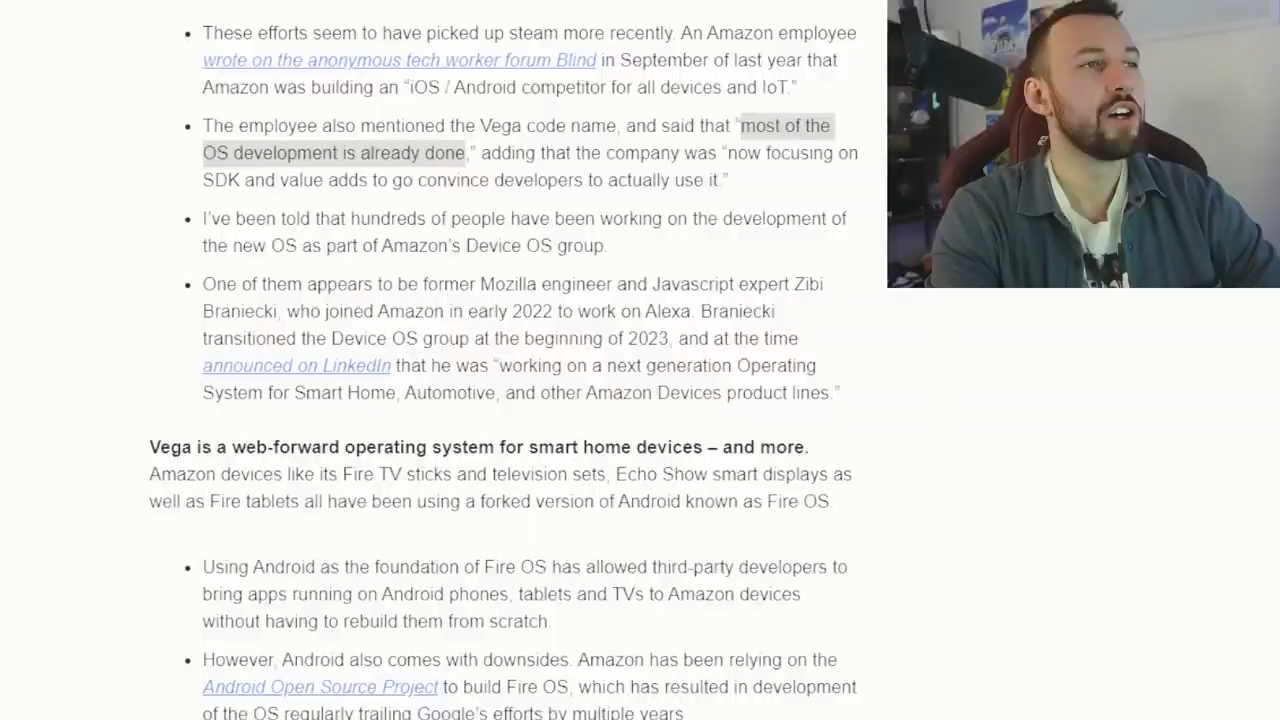 These efforts seem to have picked up steam more recently. An Amazon employee
wrote on the anonymous tech worker forum Blind in September of last year that
Amazon was building an “iOS / Android competitor for all devices and IoT.”
The employee also mentioned the Vega code name, and said that “most of the
OS development is already done,” adding that the company was “now focusing on
SDK and value adds to go convince developers to actually use it.”
I’ve been told that hundreds of people have been working on the development of
the new OS as part of Amazon’s Device OS group.
One of them appears to be former Mozilla engineer and Javascript expert Zibi
Braniecki, who joined Amazon in early 2022 to work on Alexa. Braniecki
transitioned the Device OS group at the beginning of 2023, and at the time
announced on LinkedIn that he was “working on a next generation Operating
System for Smart Home, Automotive, and other Amazon Devices product lines.”
Vega is a web-forward operating system for smart home devices – and more.
Amazon devices like its Fire TV sticks and television sets, Echo Show smart displays as
well as Fire tablets all have been using a forked version of Android known as Fire OS.
Using Android as the foundation of Fire OS has allowed third-party developers to
bring apps running on Android phones, tablets and TVs to Amazon devices
without having to rebuild them from scratch.
However, Android also comes with downsides. Amazon has been relying on the
Android Open Source Project to build Fire OS, which has resulted in development
of the OS regularly trailing Google’s efforts by multiple years